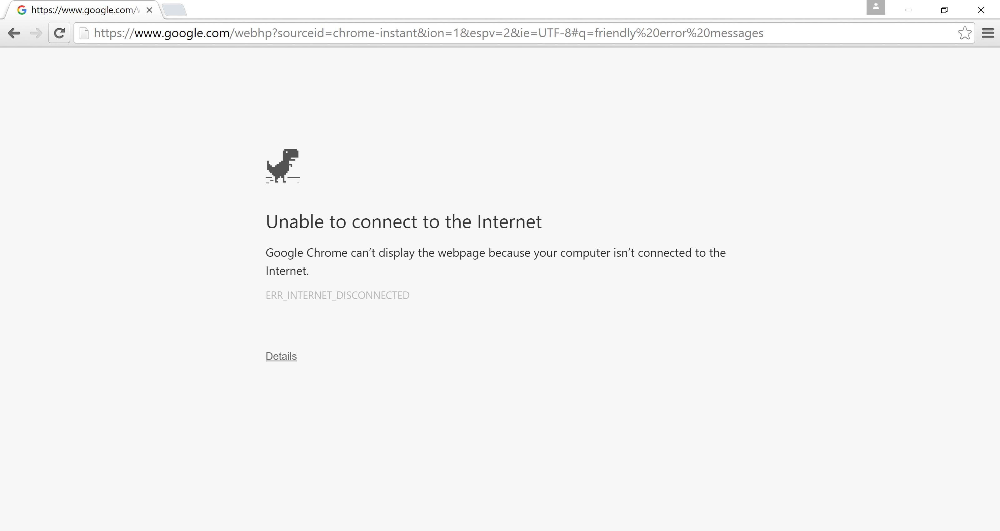 https://www.google.com/
https://www.google.com/webhp?sourceid=chrome-instant&ion=1&espv=2&ie=UTF-8#q=friendly%20error%20messages
Unable to connect to the Internet
Google Chrome can’t display the webpage because your computer isn’t connected to the
Internet.
ERR_INTERNET_DISCONNECTED
Details